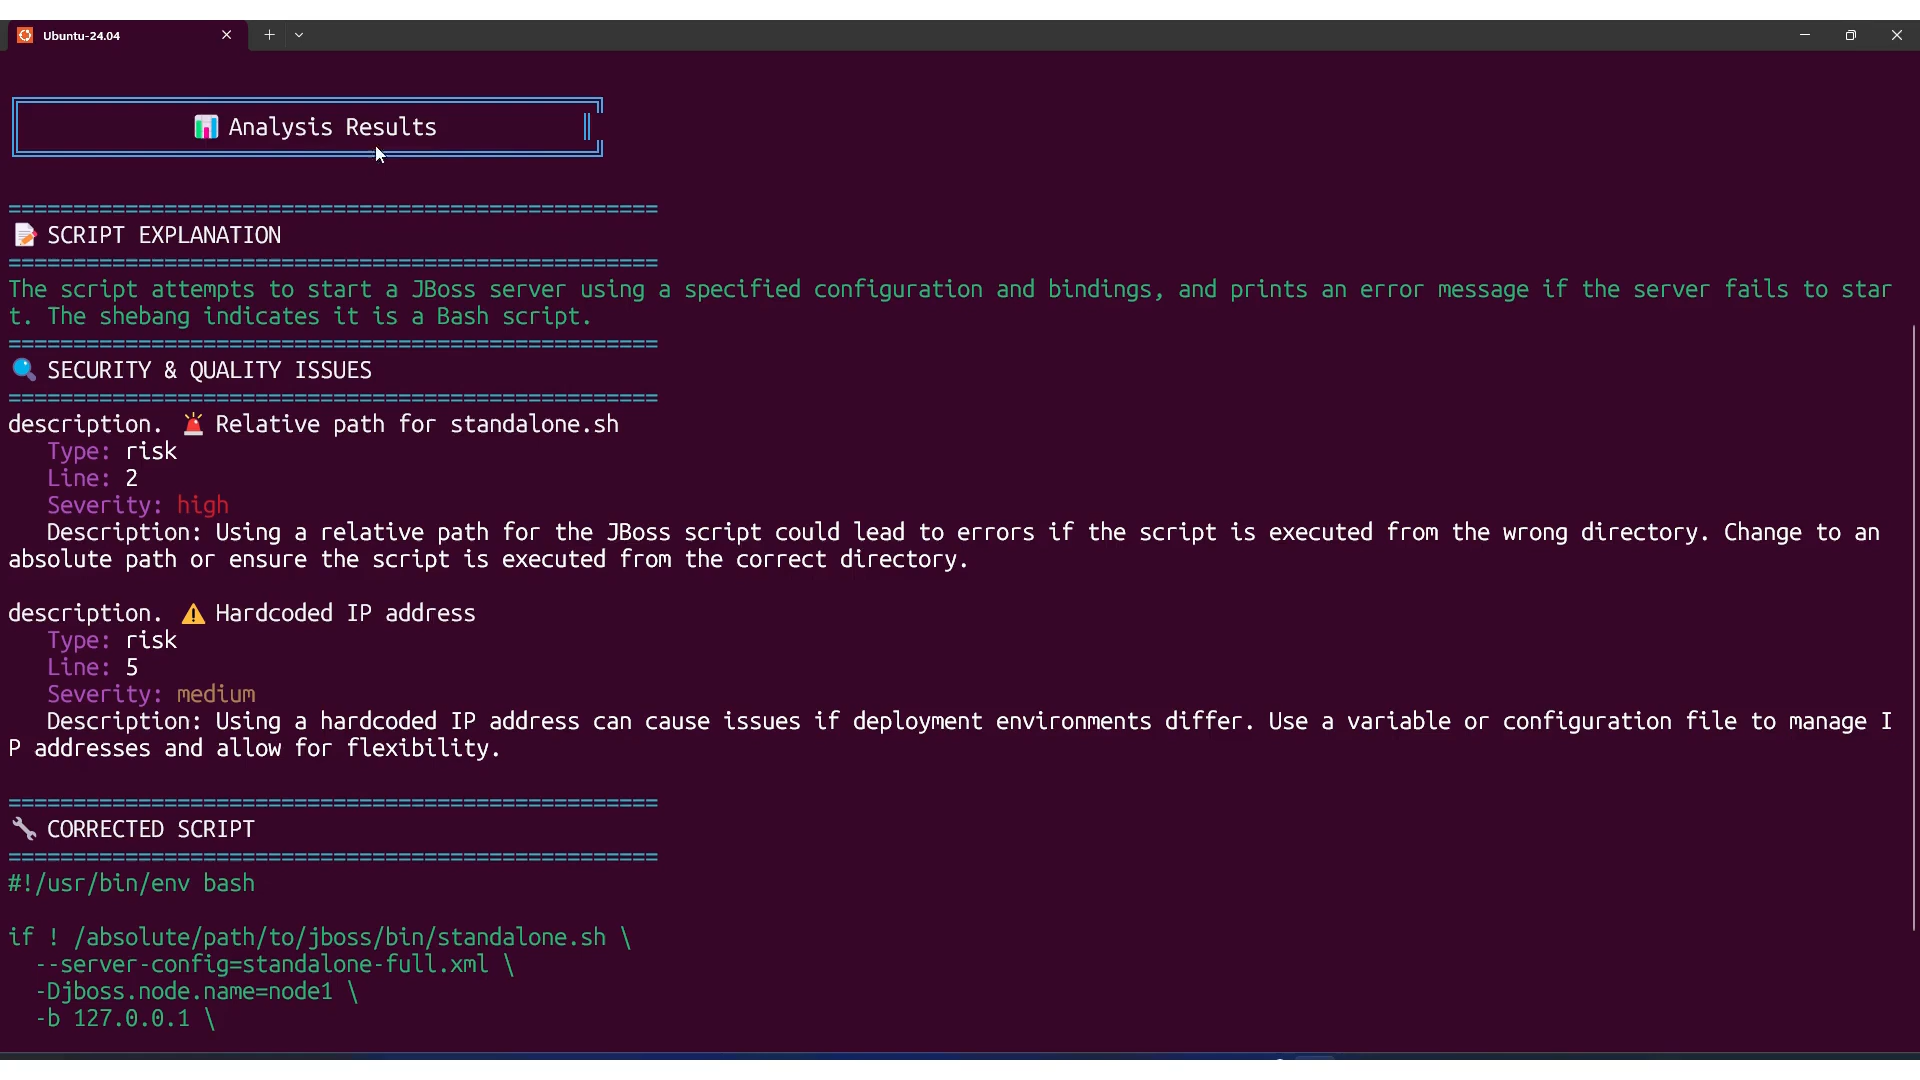 Ubuntu-24.04
Analysis Results
==================================================
SCRIPT EXPLANATION
==================================================
The script attempts to start a JBoss server using a specified configuration and bindings, and prints an error message if the server fails to star
t. The shebang indicates it is a Bash script.
==================================================
SECURITY & QUALITY ISSUES
==================================================
description. 🚨 Relative path for standalone.sh
Type: risk
Line: 2
Severity: high
Description: Using a relative path for the JBoss script could lead to errors if the script is executed from the wrong directory. Change to an
absolute path or ensure the script is executed from the correct directory.
description. ⚠️ Hardcoded IP address
Type: risk
Line: 5
Severity: medium
Description: Using a hardcoded IP address can cause issues if deployment environments differ. Use a variable or configuration file to manage I
P addresses and allow for flexibility.
==================================================
CORRECTED SCRIPT
==================================================
#!/usr/bin/env bash
if ! /absolute/path/to/jboss/bin/standalone.sh \
--server-config=standalone-full.xml \
-Djboss.node.name=node1 \
-b 127.0.0.1 \